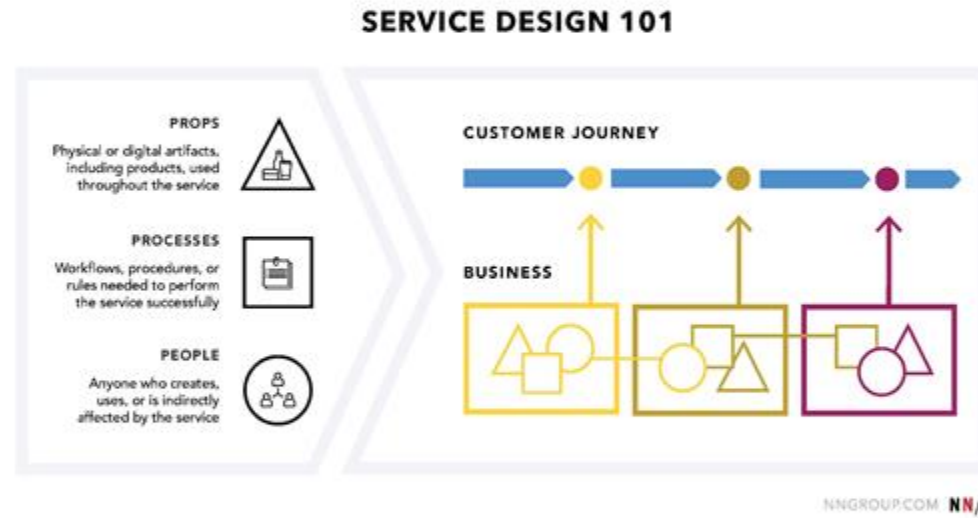 SERVICE DESIGN 101
PROPS
Physical or digital artifacts,
including products, used
throughout the service
PROCESSES
Workflows, procedures, or
rules needed to perform
the service successfully
PEOPLE
Anyone who creates,
uses, or is indirectly
affected by the service
CUSTOMER JOURNEY
BUSINESS
NNGROUP.COM NN/